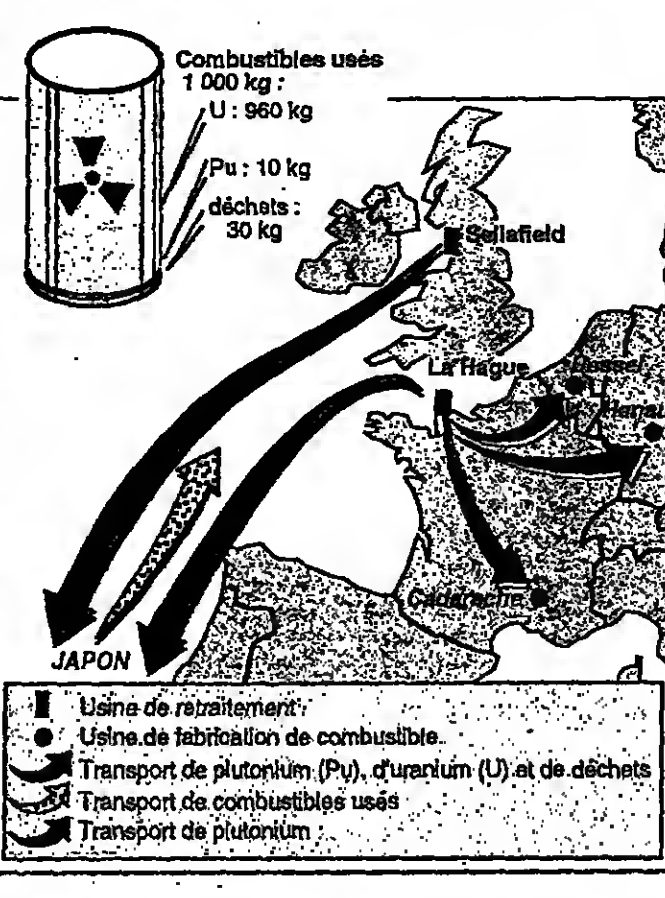 Combustibles usés
1 000 kg :
U : 960 kg
Pu : 10 kg
déchets :
30 kg
Sellafield
La Hague
Dessel
Hanau
Cadarache
JAPON
Usine de retraitement
Usine de fabrication de combustible
Transport de plutonium (Pu), d'uranium (U) et de déchets
Transport de combustibles usés
Transport de plutonium